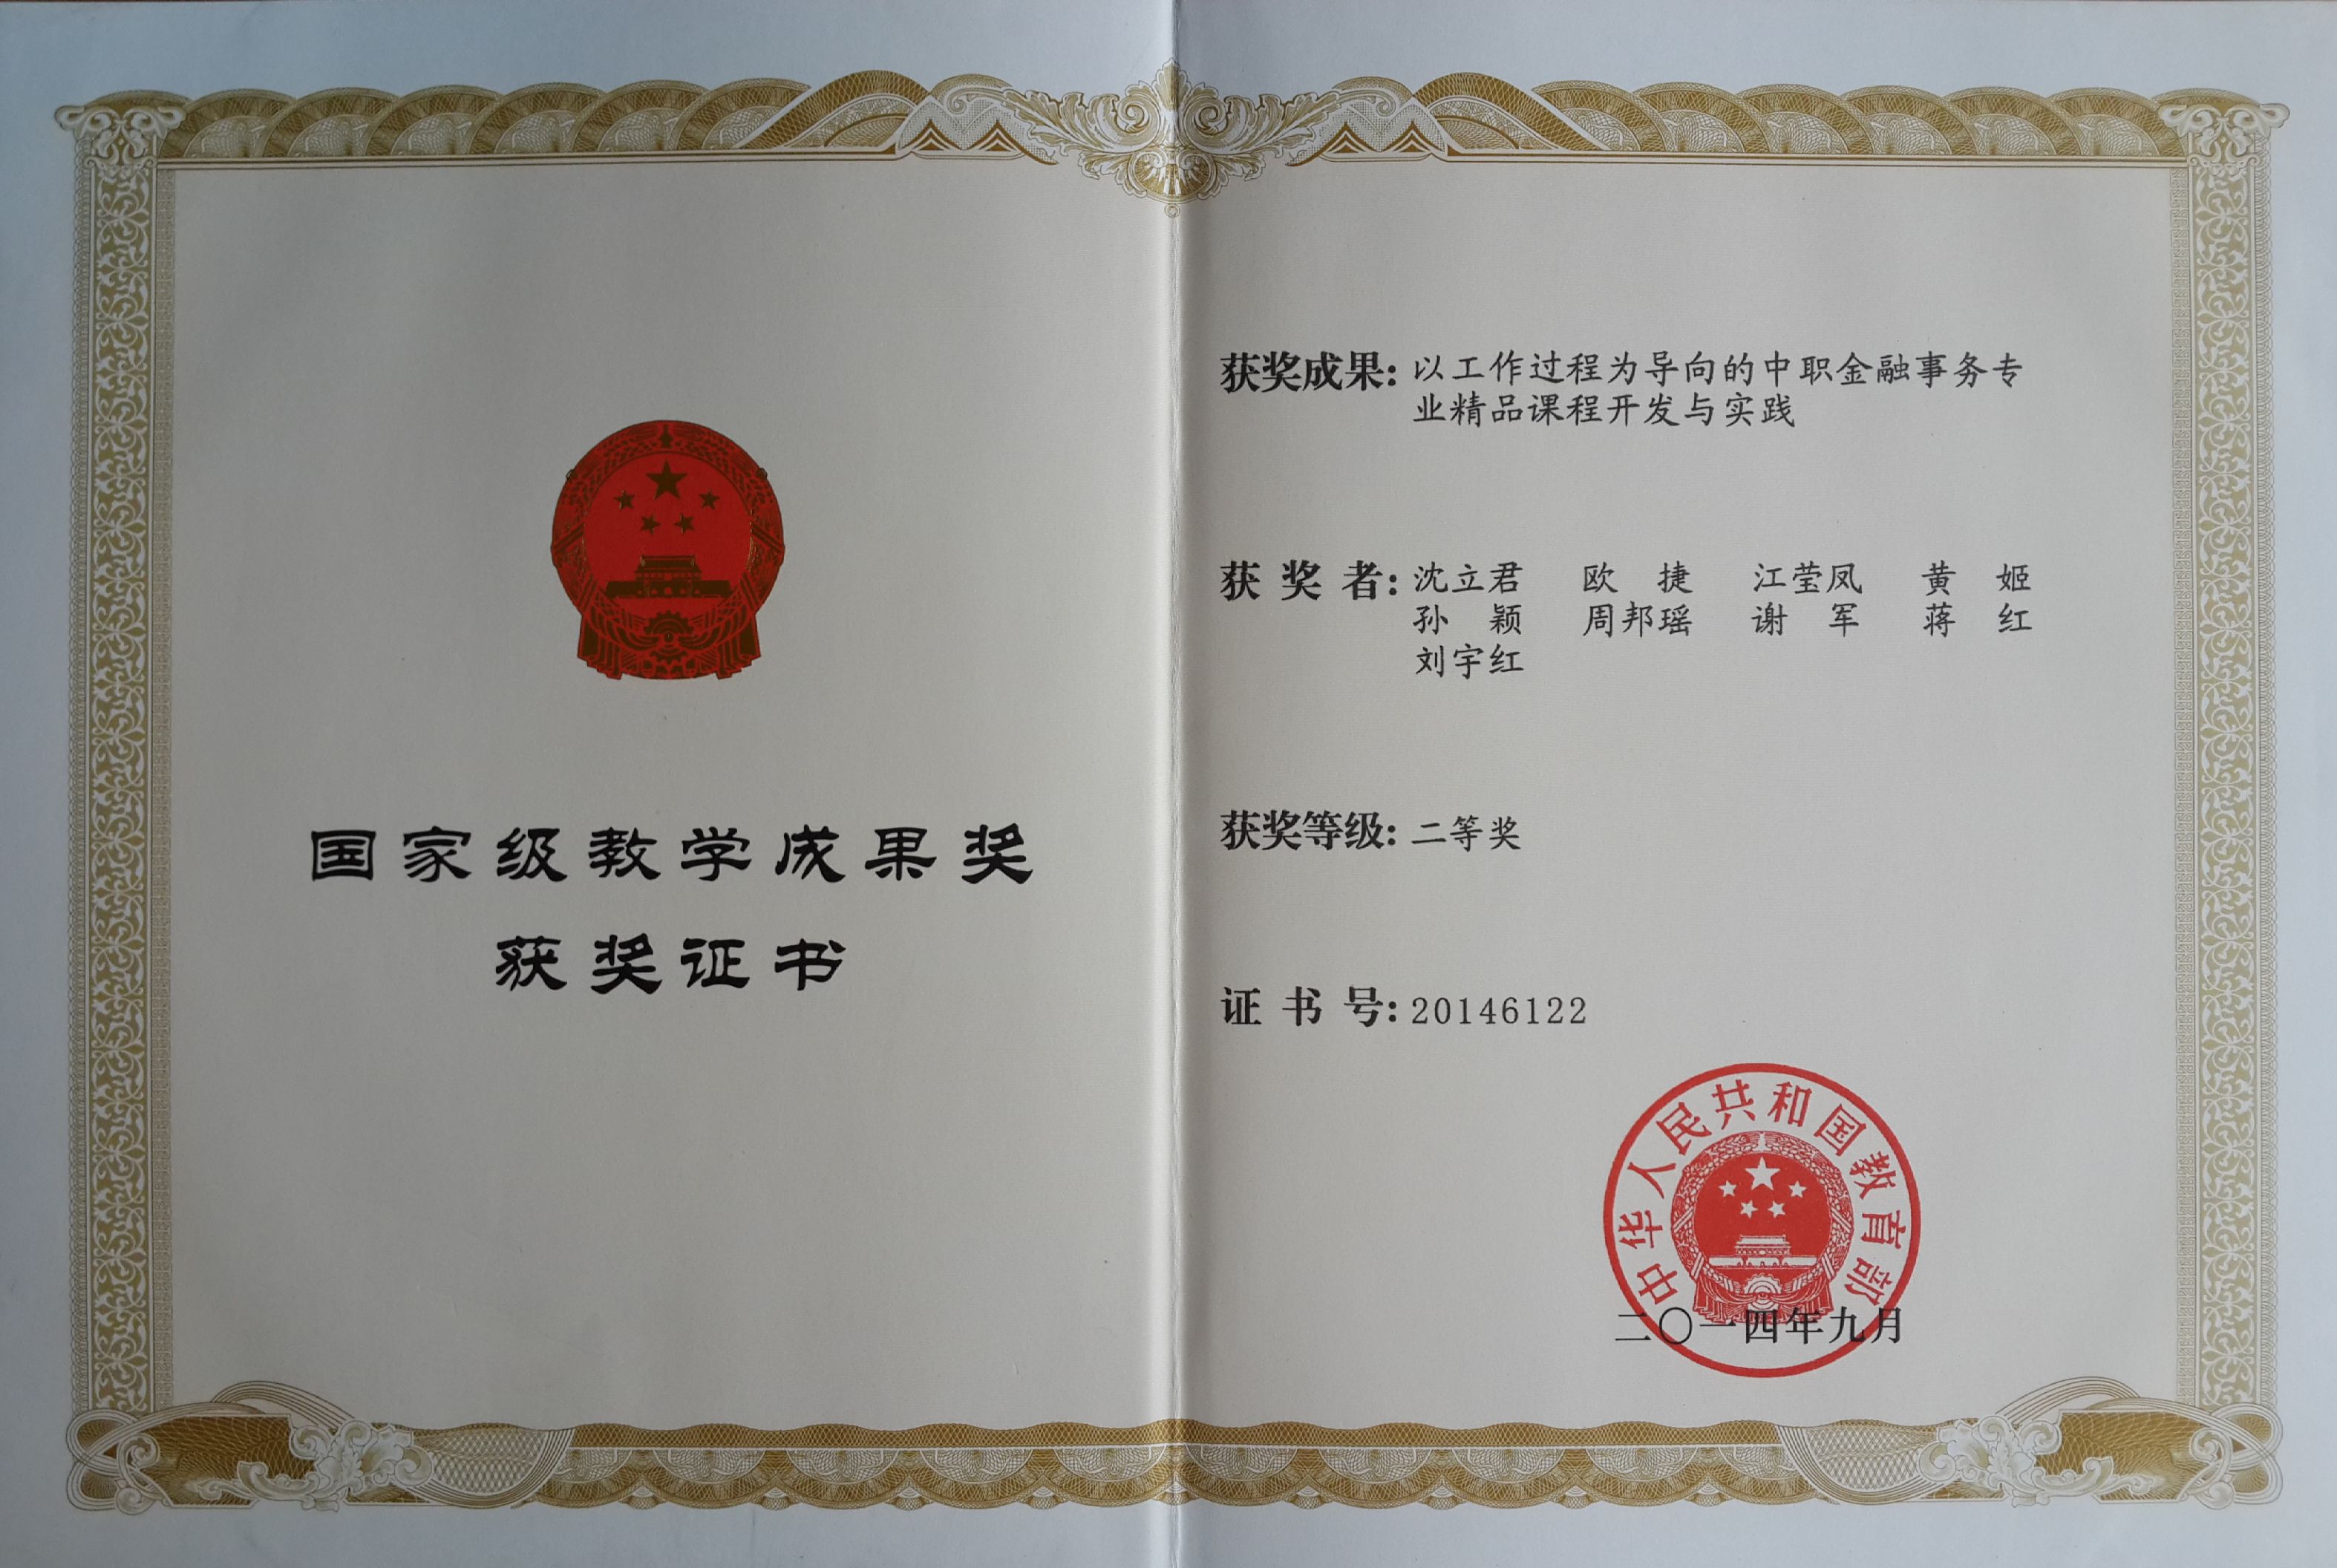 国家级教学成果奖
获奖证书
获奖成果: 以工作过程为导向的中职金融事务专
业精品课程开发与实践
获 奖 者: 沈立君 欧 捷 江莹凤 黄 姬
孙 颖 周邦瑶 谢 军 蒋 红
刘宇红
获奖等级: 二等奖
证 书 号: 20146122
中华人民共和国教育部
二〇一四年九月